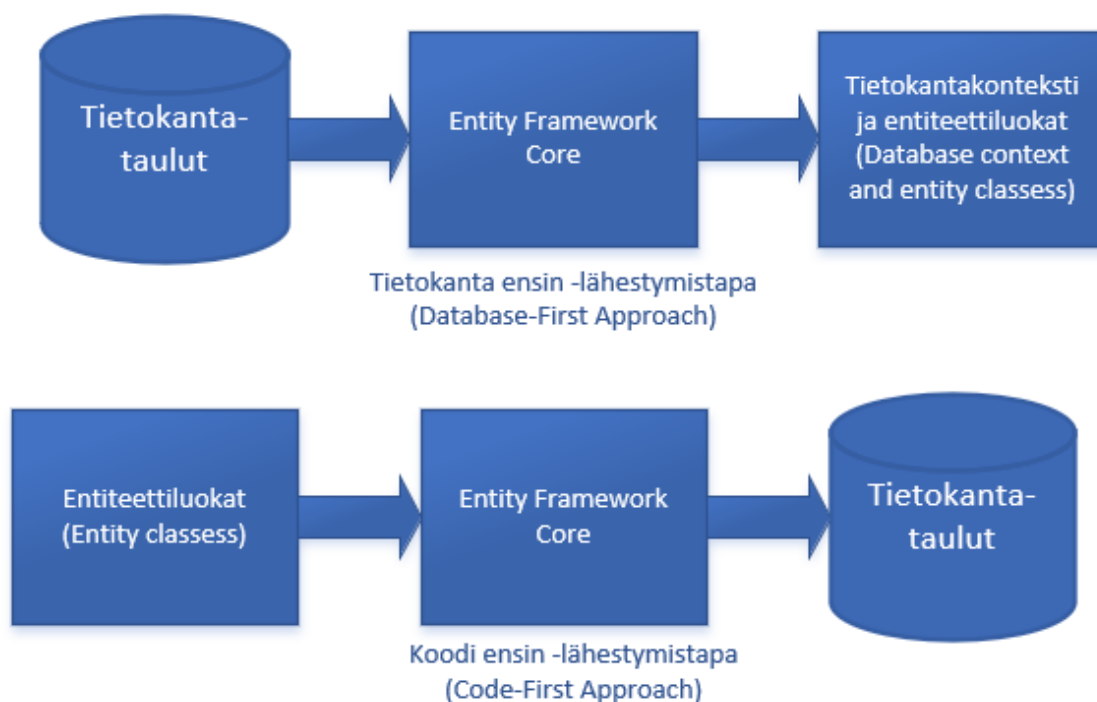 Tietokanta-
taulut
Entity Framework
Core
Tietokantakonteksti
ja entiteettiluokat
(Database context
and entity classess)
Tietokanta ensin -lähestymistapa
(Database-First Approach)
Entiteettiluokat
(Entity classess)
Entity Framework
Core
Tietokanta-
taulut
Koodi ensin -lähestymistapa
(Code-First Approach)